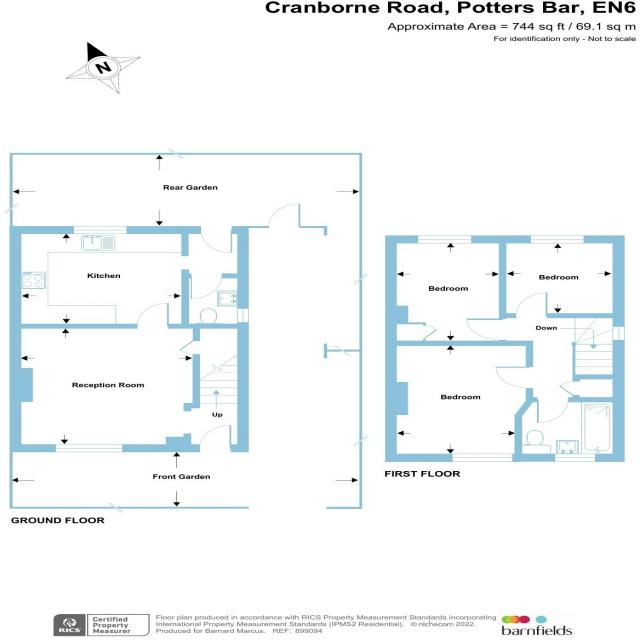 Cranborne Road, Potters Bar, EN6
Approximate Area = 744 sq ft / 69.1 sq m
For identification only - Not to scale
N
Rear Garden
Kitchen
Reception Room
Up
Front Garden
GROUND FLOOR
Bedroom
Bedroom
Down
Bedroom
FIRST FLOOR
RICS
Certified
Property
Measurer
Floor plan produced in accordance with RICS Property Measurement Standards incorporating
International Property Measurement Standards (IPMS2 Residential). © nichecom 2022.
Produced for Barnard Marcus. REF: 899094
barnfields